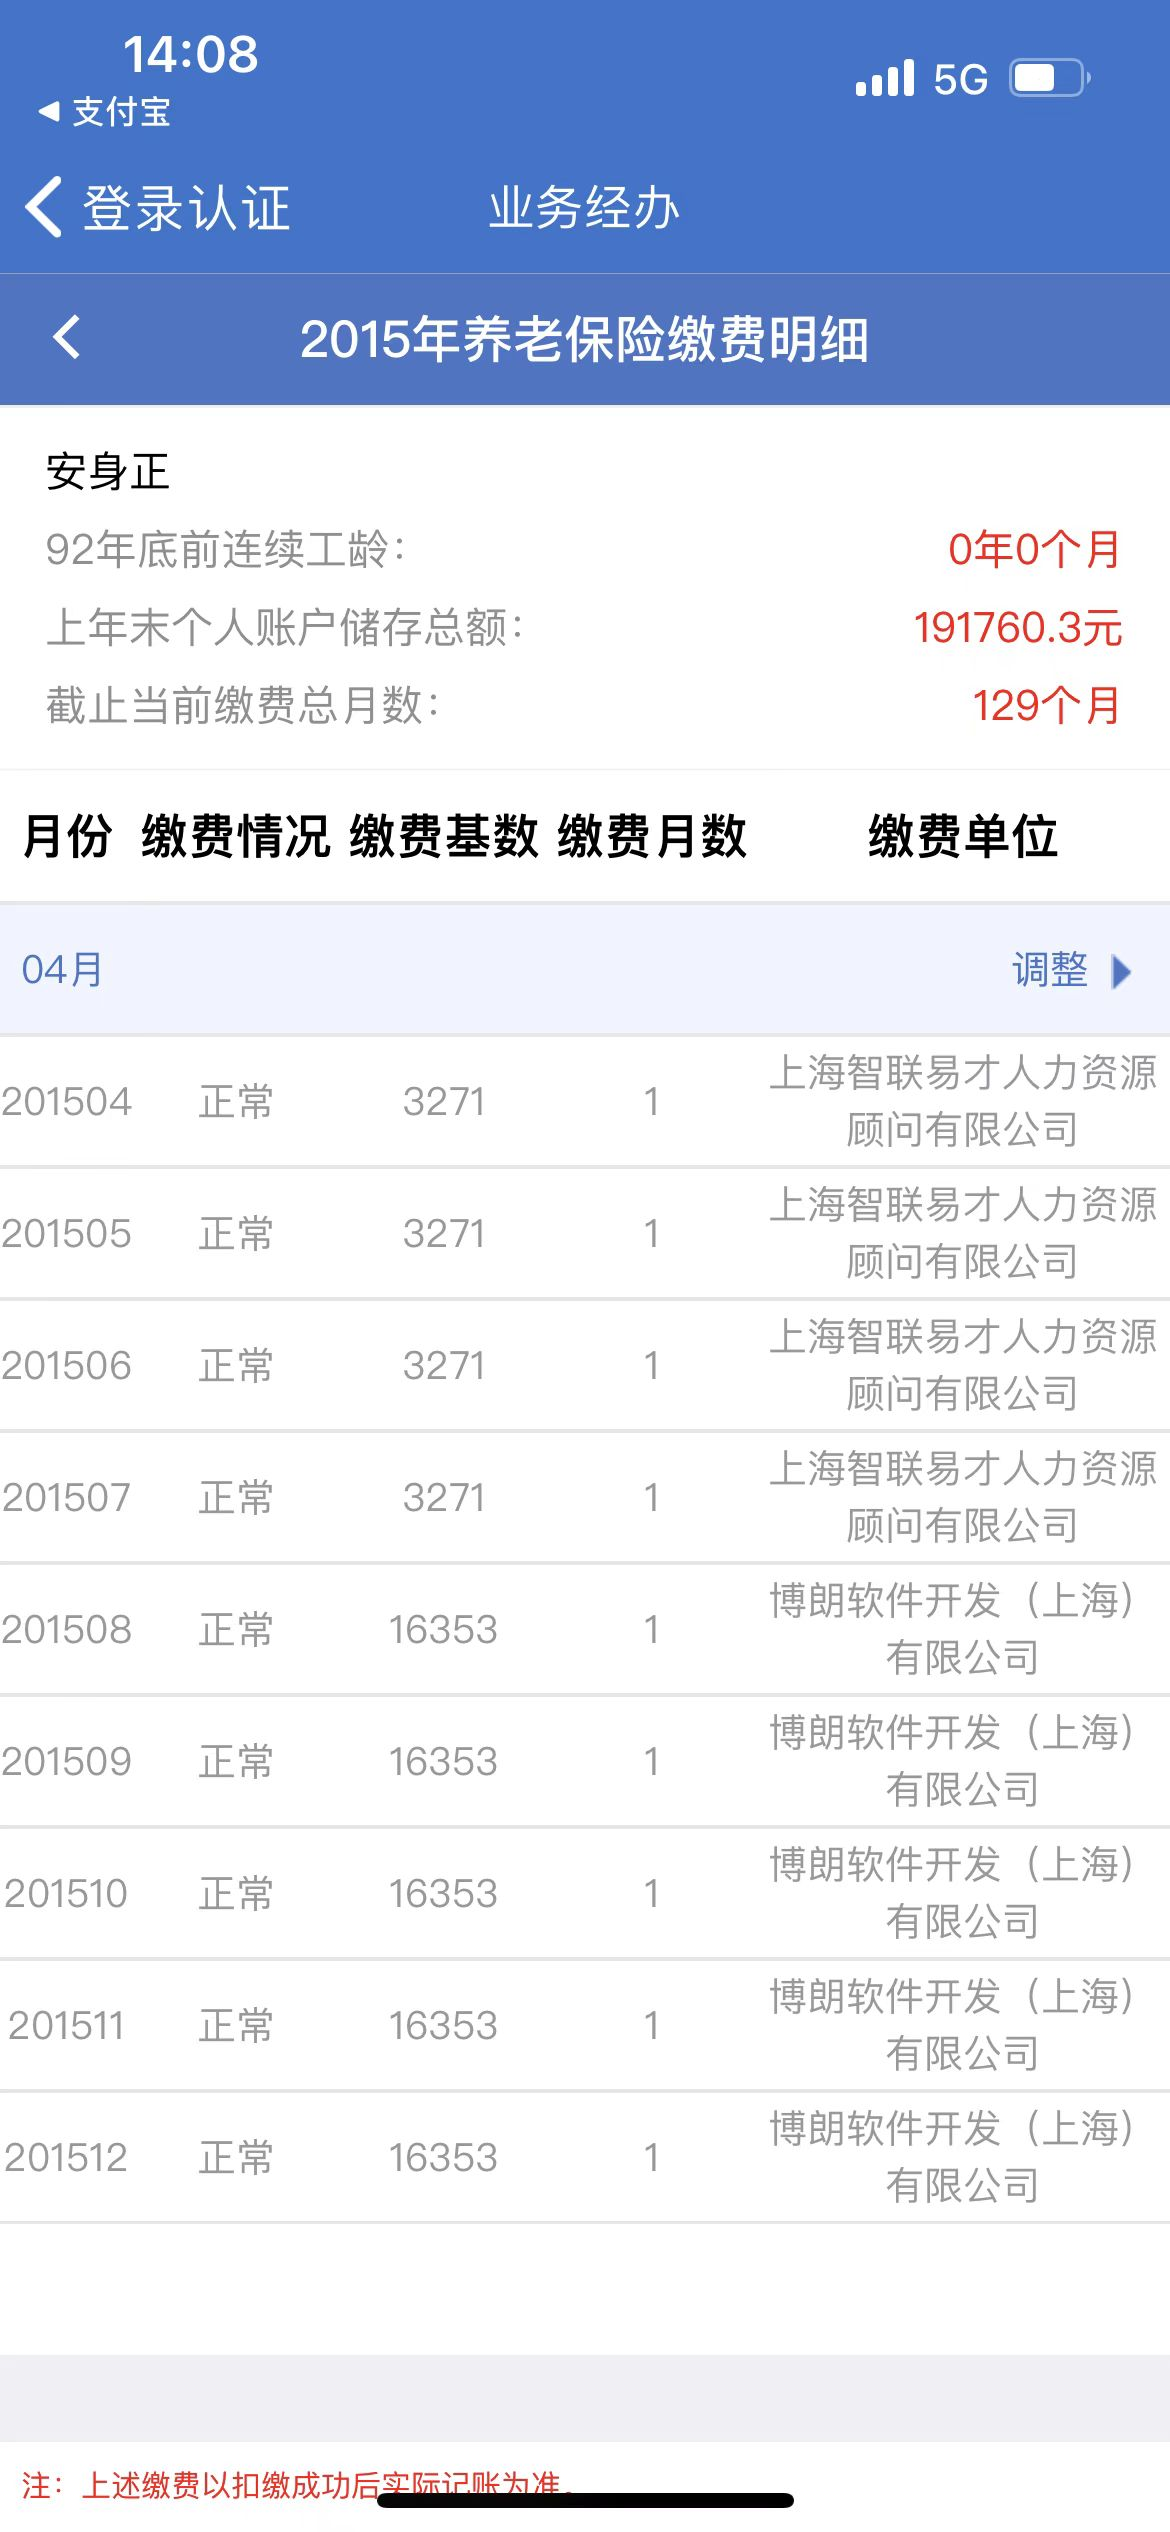 14:08
5G
◀ 支付宝
登录认证 业务经办
2015年养老保险缴费明细
安身正
92年底前连续工龄： 0年0个月
上年末个人账户储存总额： 191760.3元
截止当前缴费总月数： 129个月
月份 缴费情况 缴费基数 缴费月数 缴费单位
04月 调整
201504 正常 3271 1 上海智联易才人力资源
顾问有限公司
201505 正常 3271 1 上海智联易才人力资源
顾问有限公司
201506 正常 3271 1 上海智联易才人力资源
顾问有限公司
201507 正常 3271 1 上海智联易才人力资源
顾问有限公司
201508 正常 16353 1 博朗软件开发（上海）
有限公司
201509 正常 16353 1 博朗软件开发（上海）
有限公司
201510 正常 16353 1 博朗软件开发（上海）
有限公司
201511 正常 16353 1 博朗软件开发（上海）
有限公司
201512 正常 16353 1 博朗软件开发（上海）
有限公司
注：上述缴费以扣缴成功后实际记账为准。